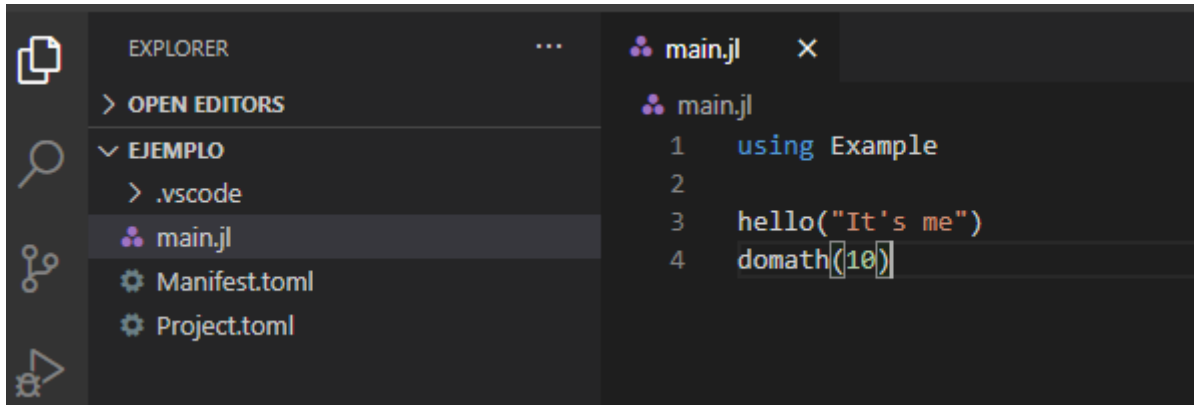 EXPLORER
OPEN EDITORS
EJEMPLO
.vscode
main.jl
Manifest.toml
Project.toml
main.jl
main.jl
1 using Example
2
3 hello("It's me")
4 domath(10)